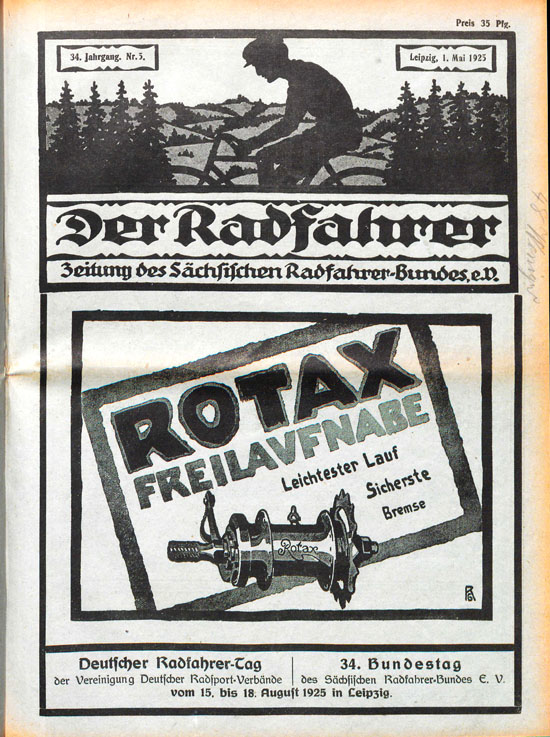 Preis 35 Pfg.
34. Jahrgang. Nr. 5.
Leipzig, 1. Mai 1925
Der Radfahrer
Zeitung des Sächsischen Radfahrer-Bundes, e.V.
ROTAX
FREILAVFNABE
Leichtester Lauf
Sicherste
Bremse
Rotax
Deutscher Radfahrer-Tag
der Vereinigung Deutscher Radsport-Verbände
34. Bundestag
des Sächsischen Radfahrer-Bundes E. V.
vom 15. bis 18. August 1925 in Leipzig.